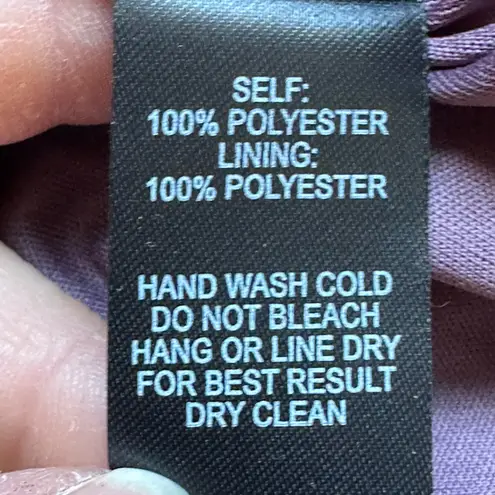 SELF:
100% POLYESTER
LINING:
100% POLYESTER
HAND WASH COLD
DO NOT BLEACH
HANG OR LINE DRY
FOR BEST RESULT
DRY CLEAN